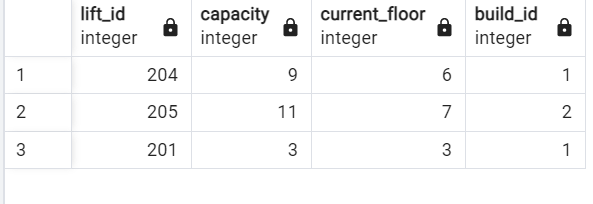 lift_id capacity current_floor build_id
integer integer integer integer
1 204 9 6 1
2 205 11 7 2
3 201 3 3 1